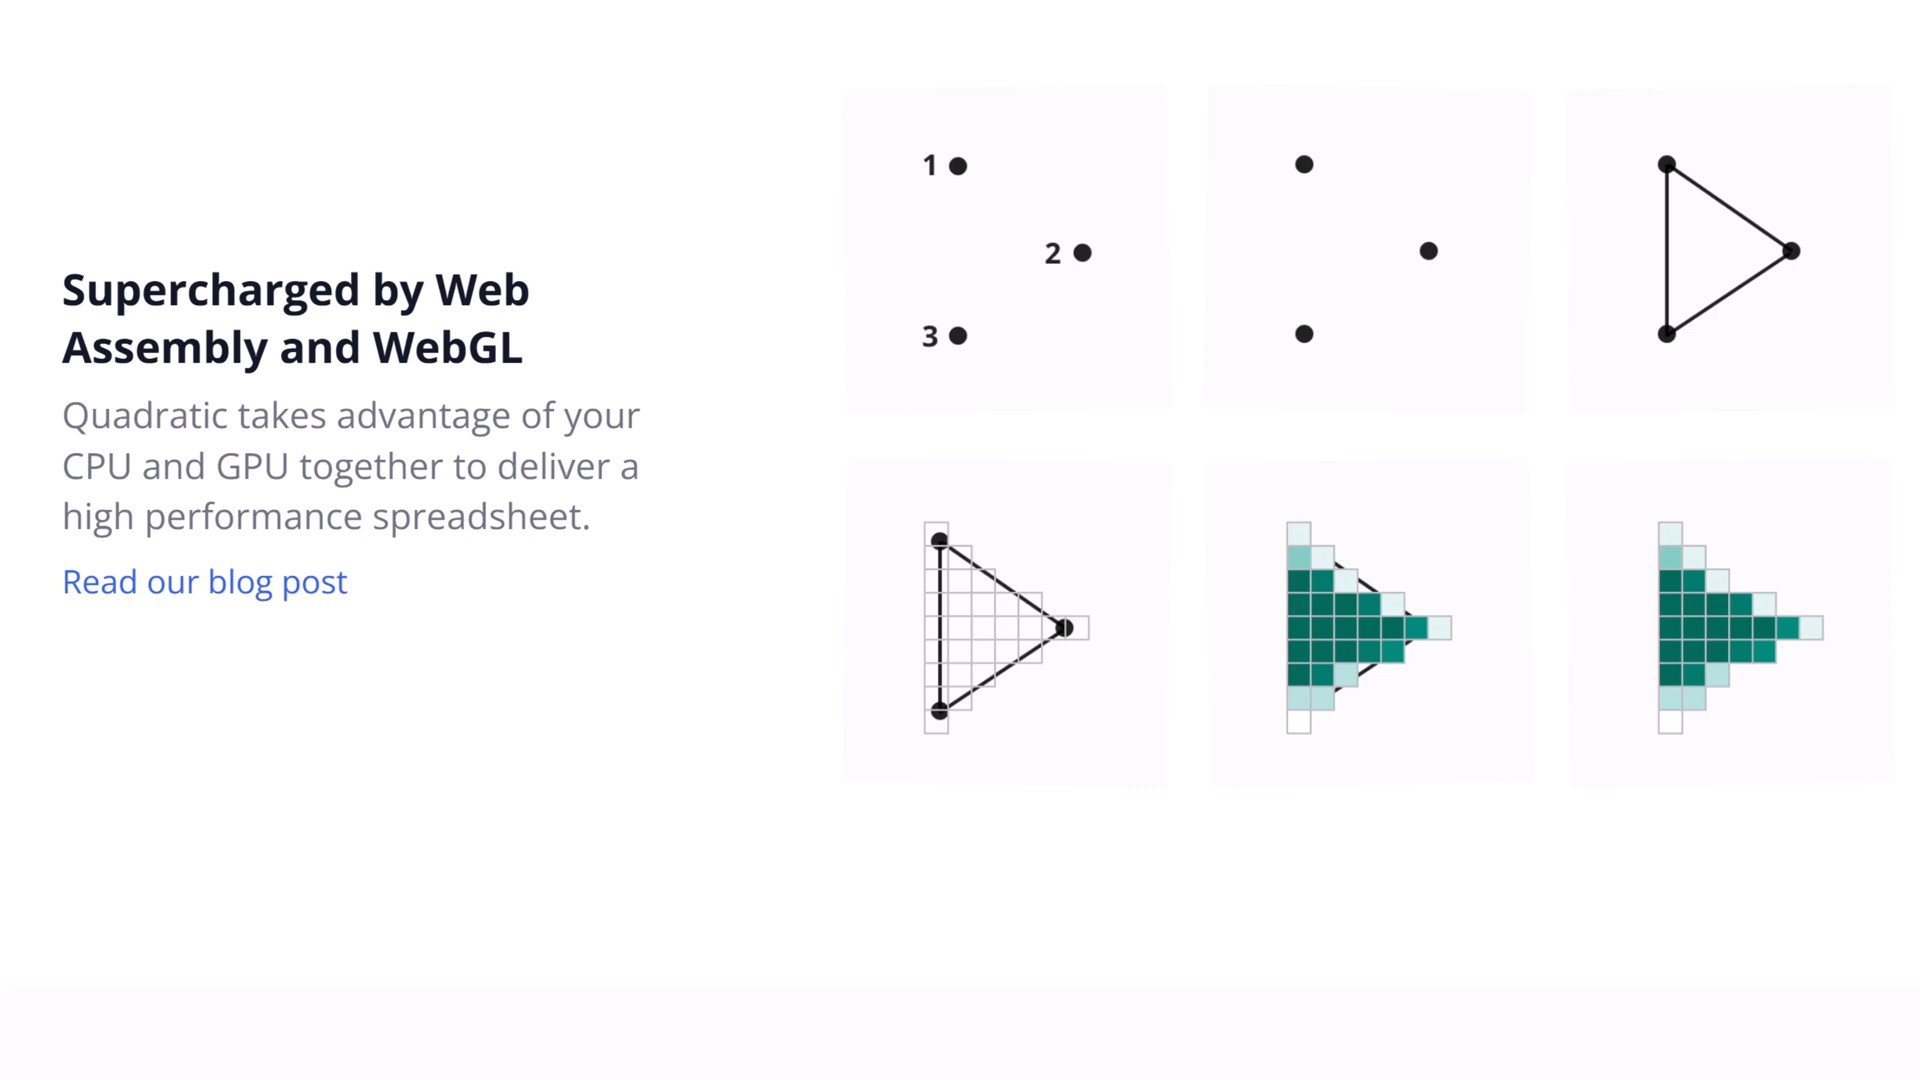 Supercharged by Web
Assembly and WebGL
Quadratic takes advantage of your
CPU and GPU together to deliver a
high performance spreadsheet.
Read our blog post
1
2
3